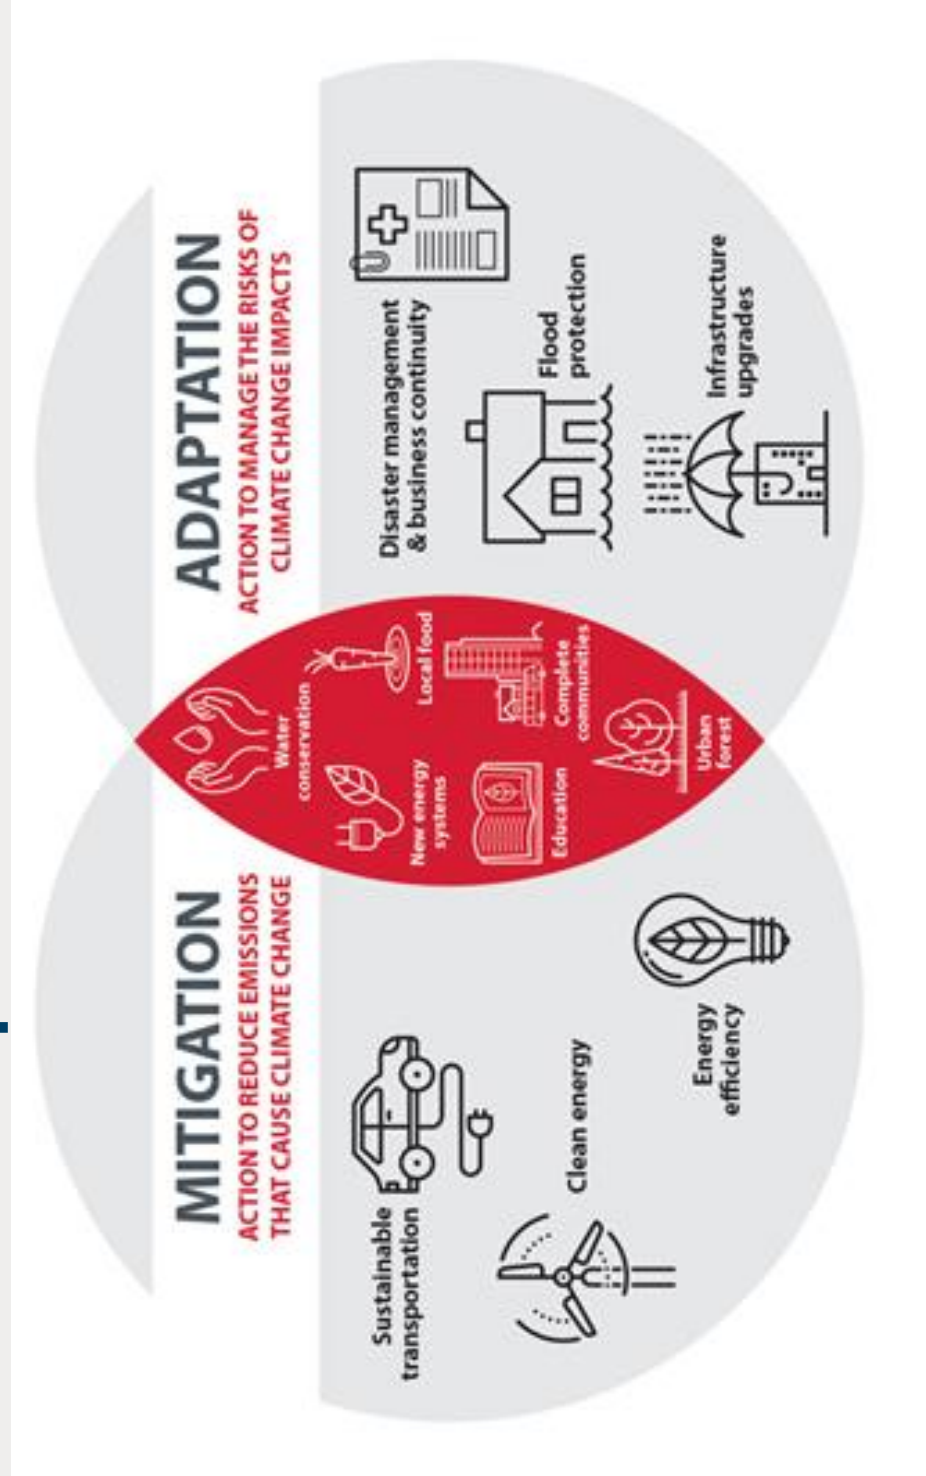 MITIGATION
ACTION TO REDUCE EMISSIONS
THAT CAUSE CLIMATE CHANGE
ADAPTATION
ACTION TO MANAGE THE RISKS OF
CLIMATE CHANGE IMPACTS
Sustainable
transportation
Clean energy
Energy
efficiency
Water
conservation
New energy
systems
Local food
Education
Complete
communities
Urban
forest
Disaster management
& business continuity
Flood
protection
Infrastructure
upgrades